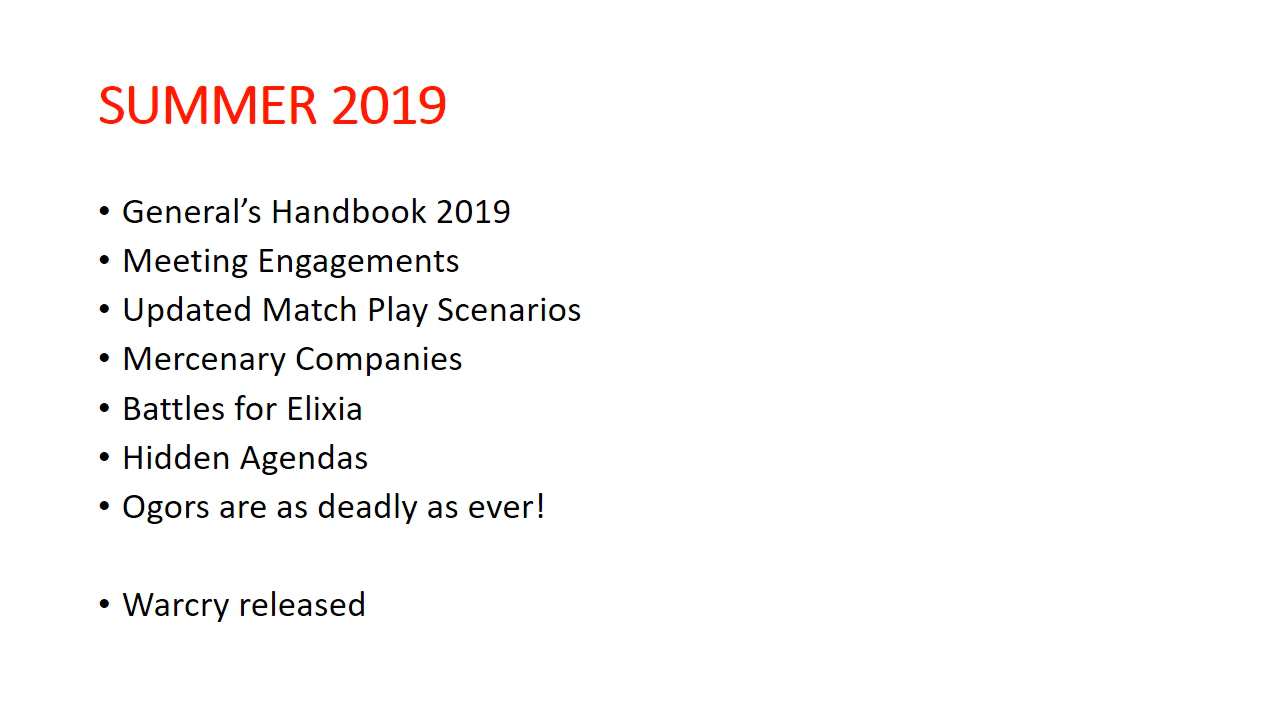 SUMMER 2019
• General’s Handbook 2019
• Meeting Engagements
• Updated Match Play Scenarios
• Mercenary Companies
• Battles for Elixia
• Hidden Agendas
• Ogors are as deadly as ever!
• Warcry released